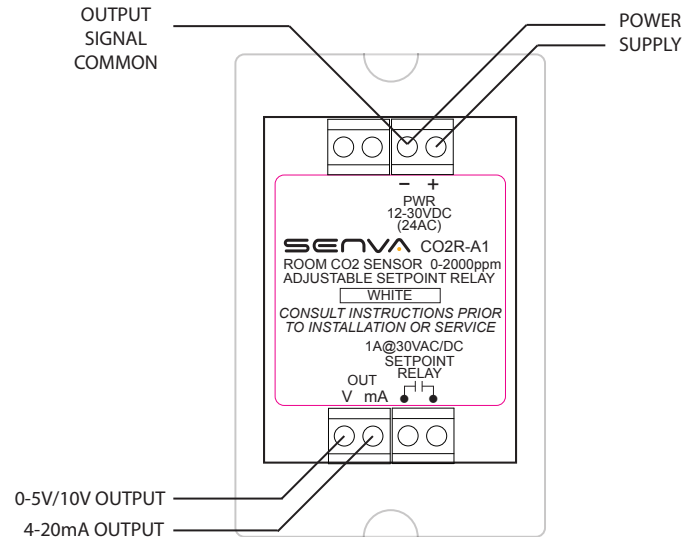 OUTPUT
SIGNAL
COMMON
POWER
SUPPLY
− +
PWR
12-30VDC
(24AC)
SENVA CO2R-A1
ROOM CO2 SENSOR 0-2000ppm
ADJUSTABLE SETPOINT RELAY
WHITE
CONSULT INSTRUCTIONS PRIOR
TO INSTALLATION OR SERVICE
1A@30VAC/DC
SETPOINT
RELAY
OUT
V mA
0-5V/10V OUTPUT
4-20mA OUTPUT